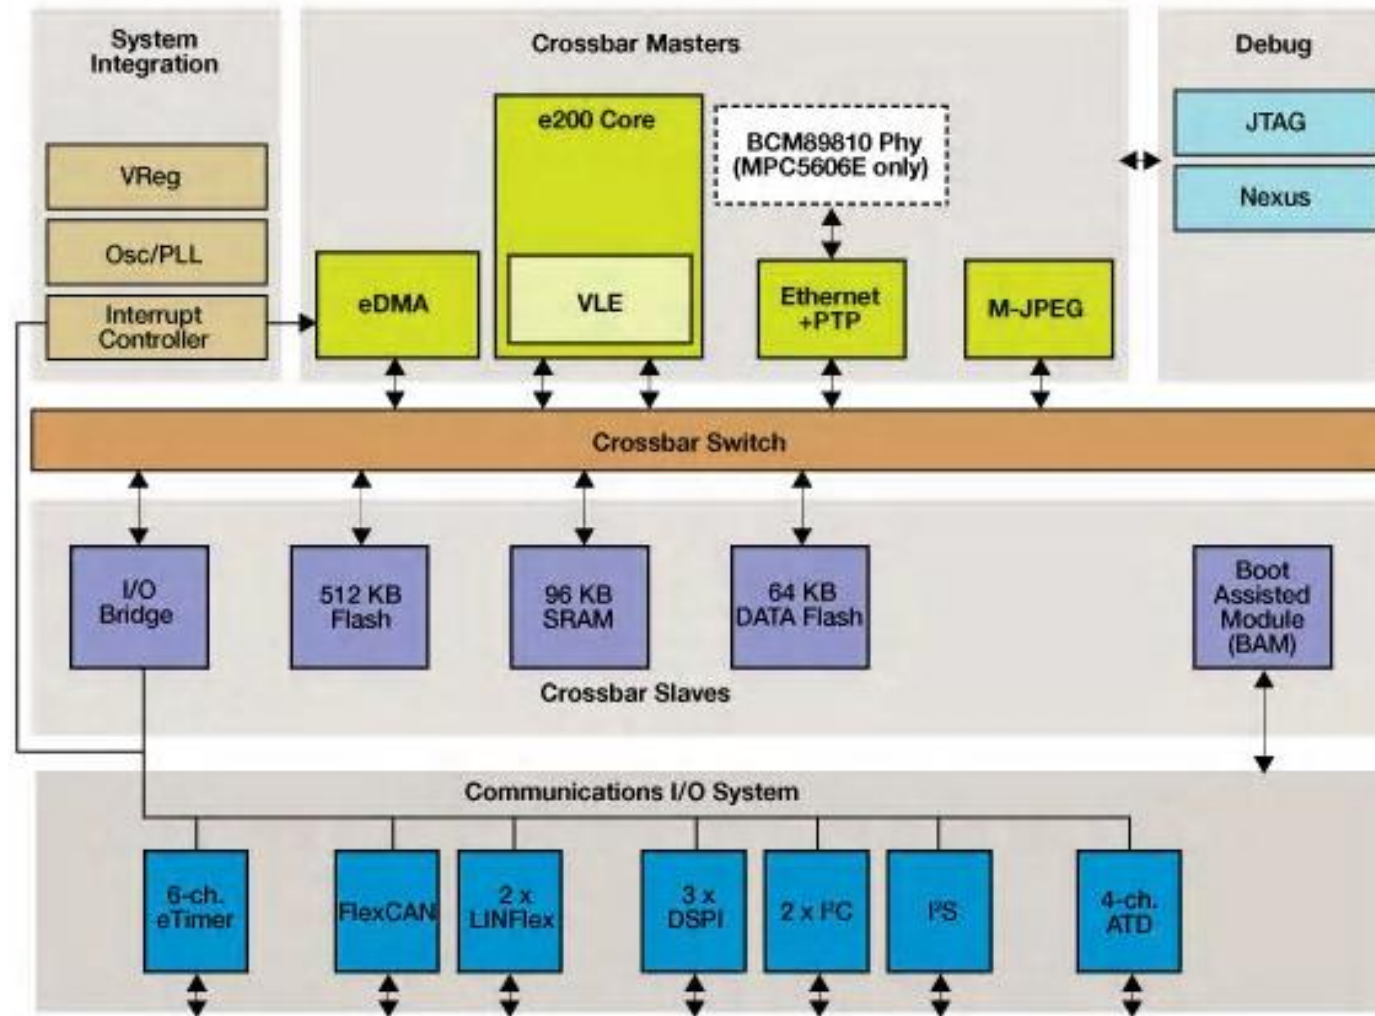 System
Integration
Crossbar Masters
Debug
VReg
Osc/PLL
Interrupt
Controller
eDMA
e200 Core
VLE
BCM89810 Phy
(MPC5606E only)
Ethernet
+PTP
M-JPEG
JTAG
Nexus
Crossbar Switch
I/O
Bridge
512 KB
Flash
96 KB
SRAM
64 KB
DATA Flash
Boot
Assisted
Module
(BAM)
Crossbar Slaves
Communications I/O System
6-ch.
eTimer
FlexCAN
2 x
LINFlex
3 x
DSPI
2 x I²C
I²S
4-ch.
ATD